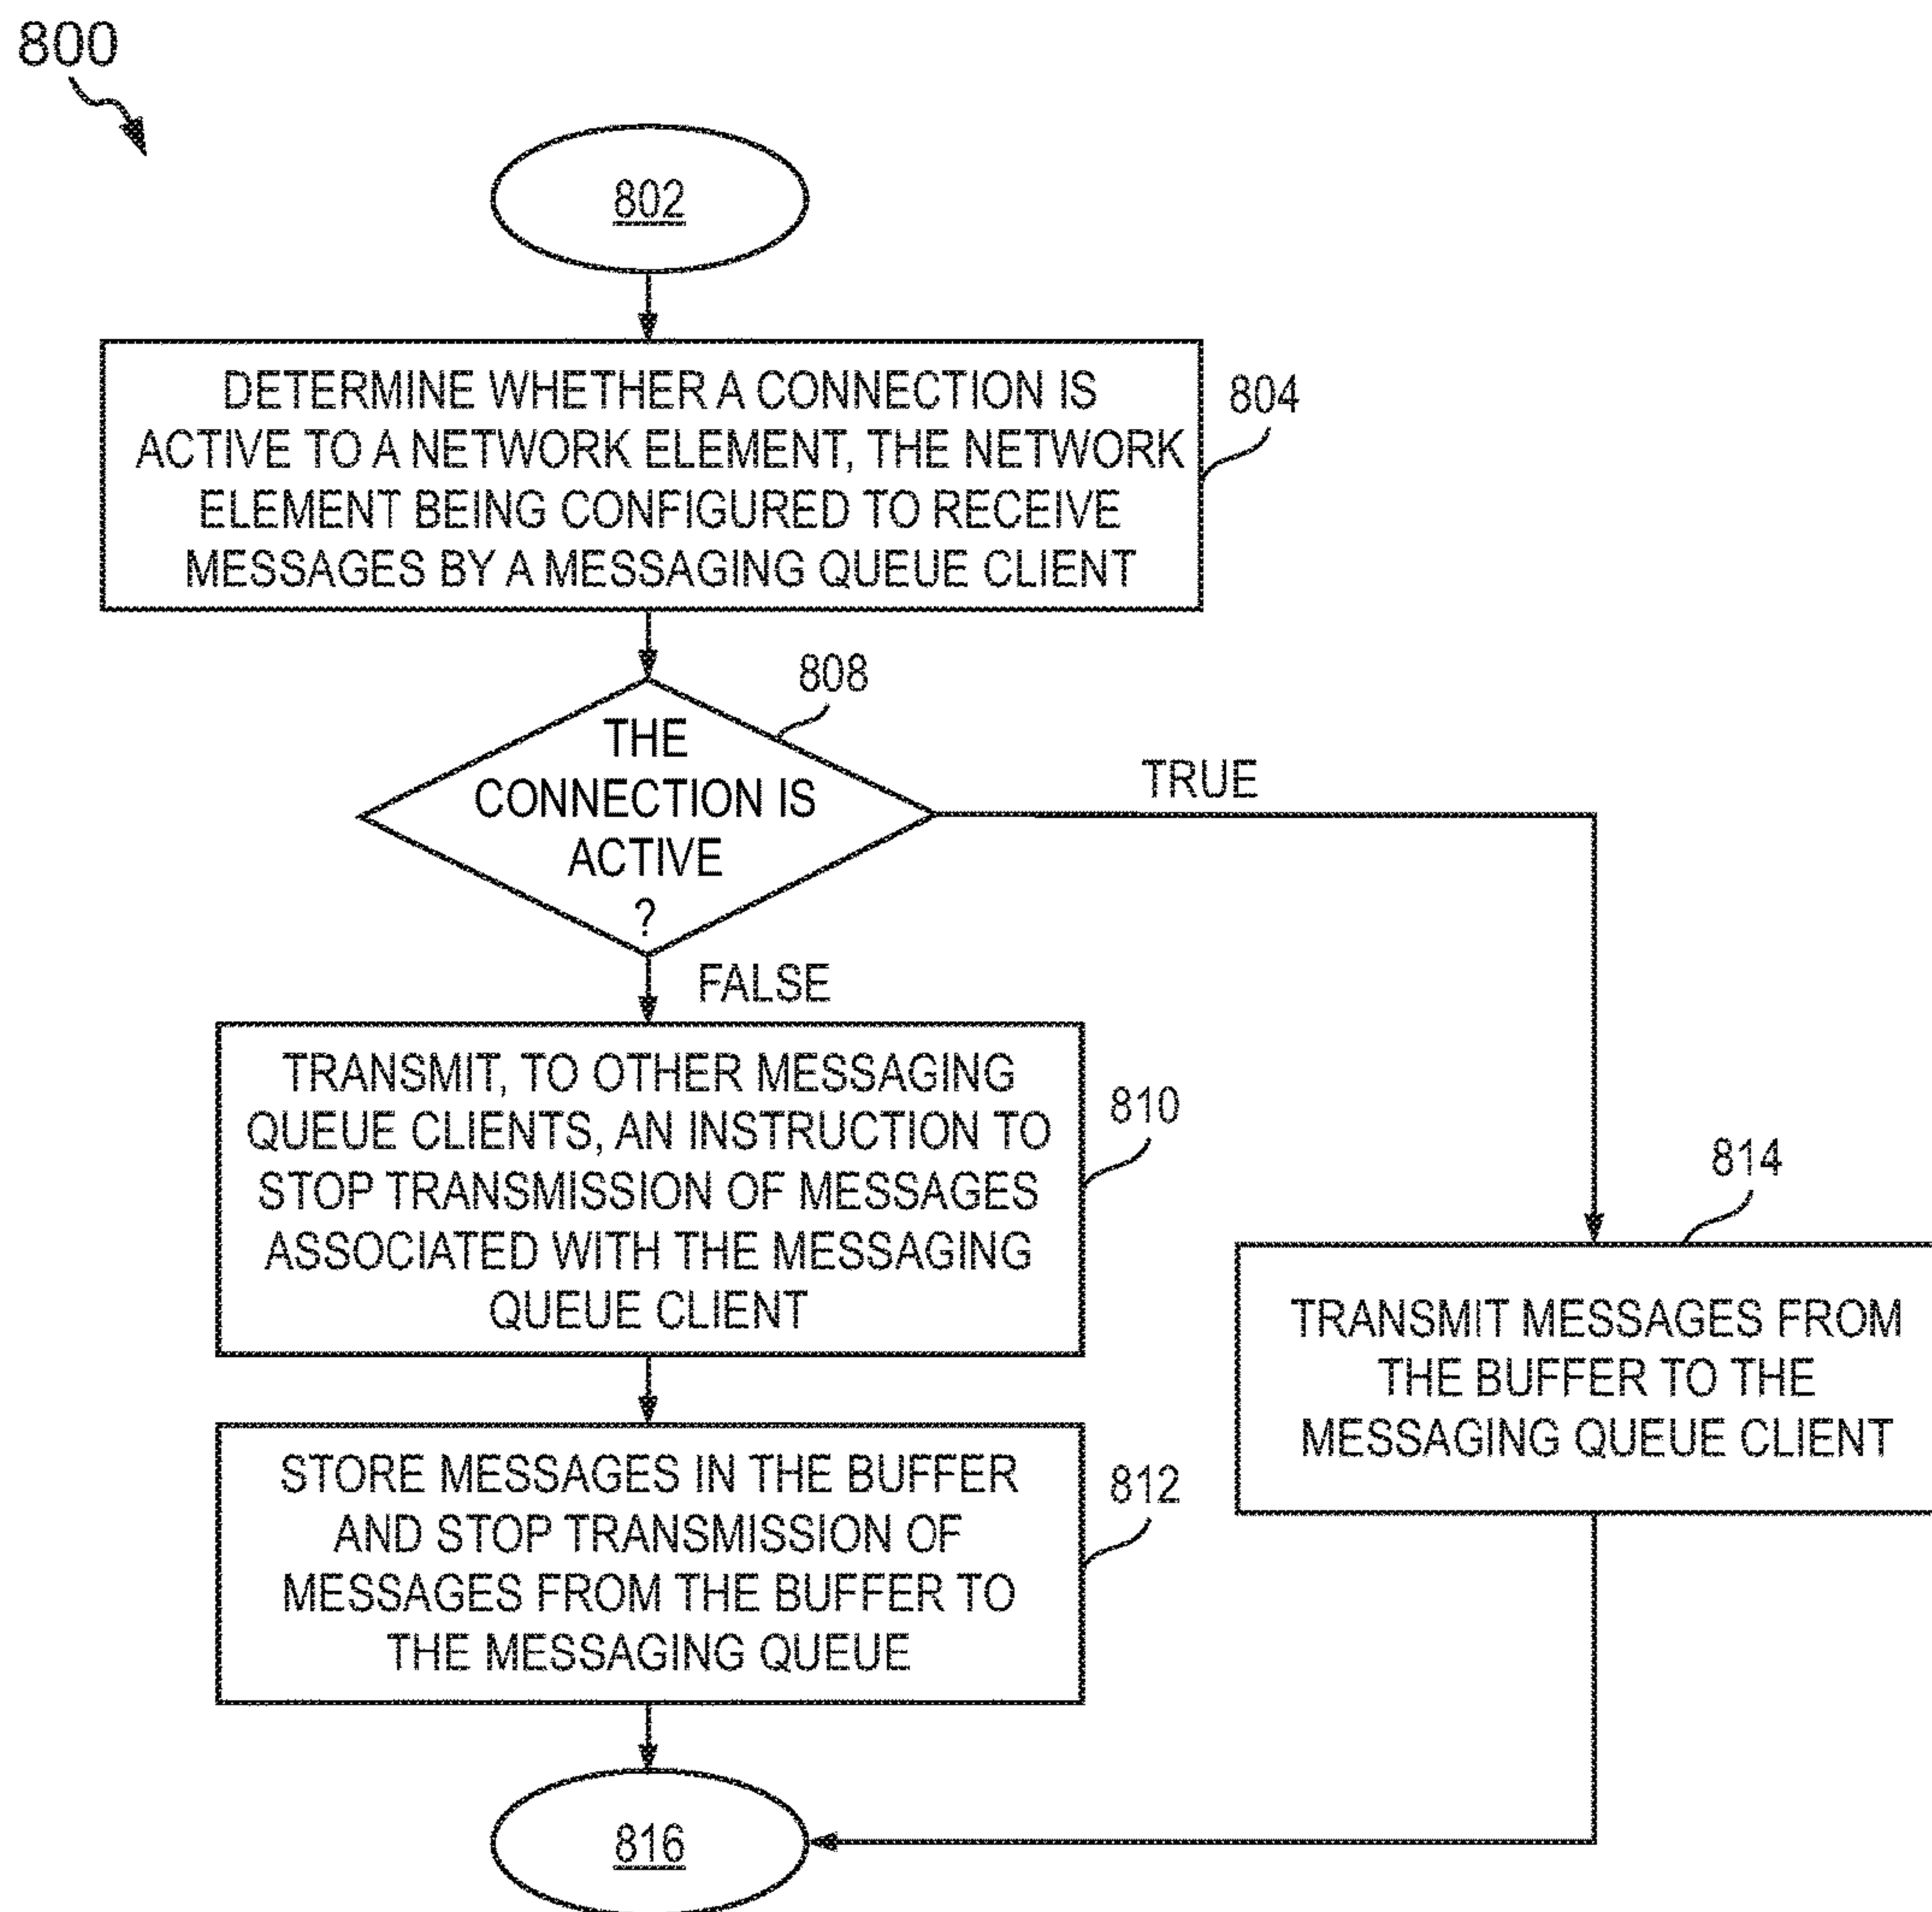 800
802
DETERMINE WHETHER A CONNECTION IS
ACTIVE TO A NETWORK ELEMENT, THE NETWORK
ELEMENT BEING CONFIGURED TO RECEIVE
MESSAGES BY A MESSAGING QUEUE CLIENT
804
808
THE
CONNECTION IS
ACTIVE
?
TRUE
FALSE
TRANSMIT, TO OTHER MESSAGING
QUEUE CLIENTS, AN INSTRUCTION TO
STOP TRANSMISSION OF MESSAGES
ASSOCIATED WITH THE MESSAGING
QUEUE CLIENT
810
814
TRANSMIT MESSAGES FROM
THE BUFFER TO THE
MESSAGING QUEUE CLIENT
STORE MESSAGES IN THE BUFFER
AND STOP TRANSMISSION OF
MESSAGES FROM THE BUFFER TO
THE MESSAGING QUEUE
812
816